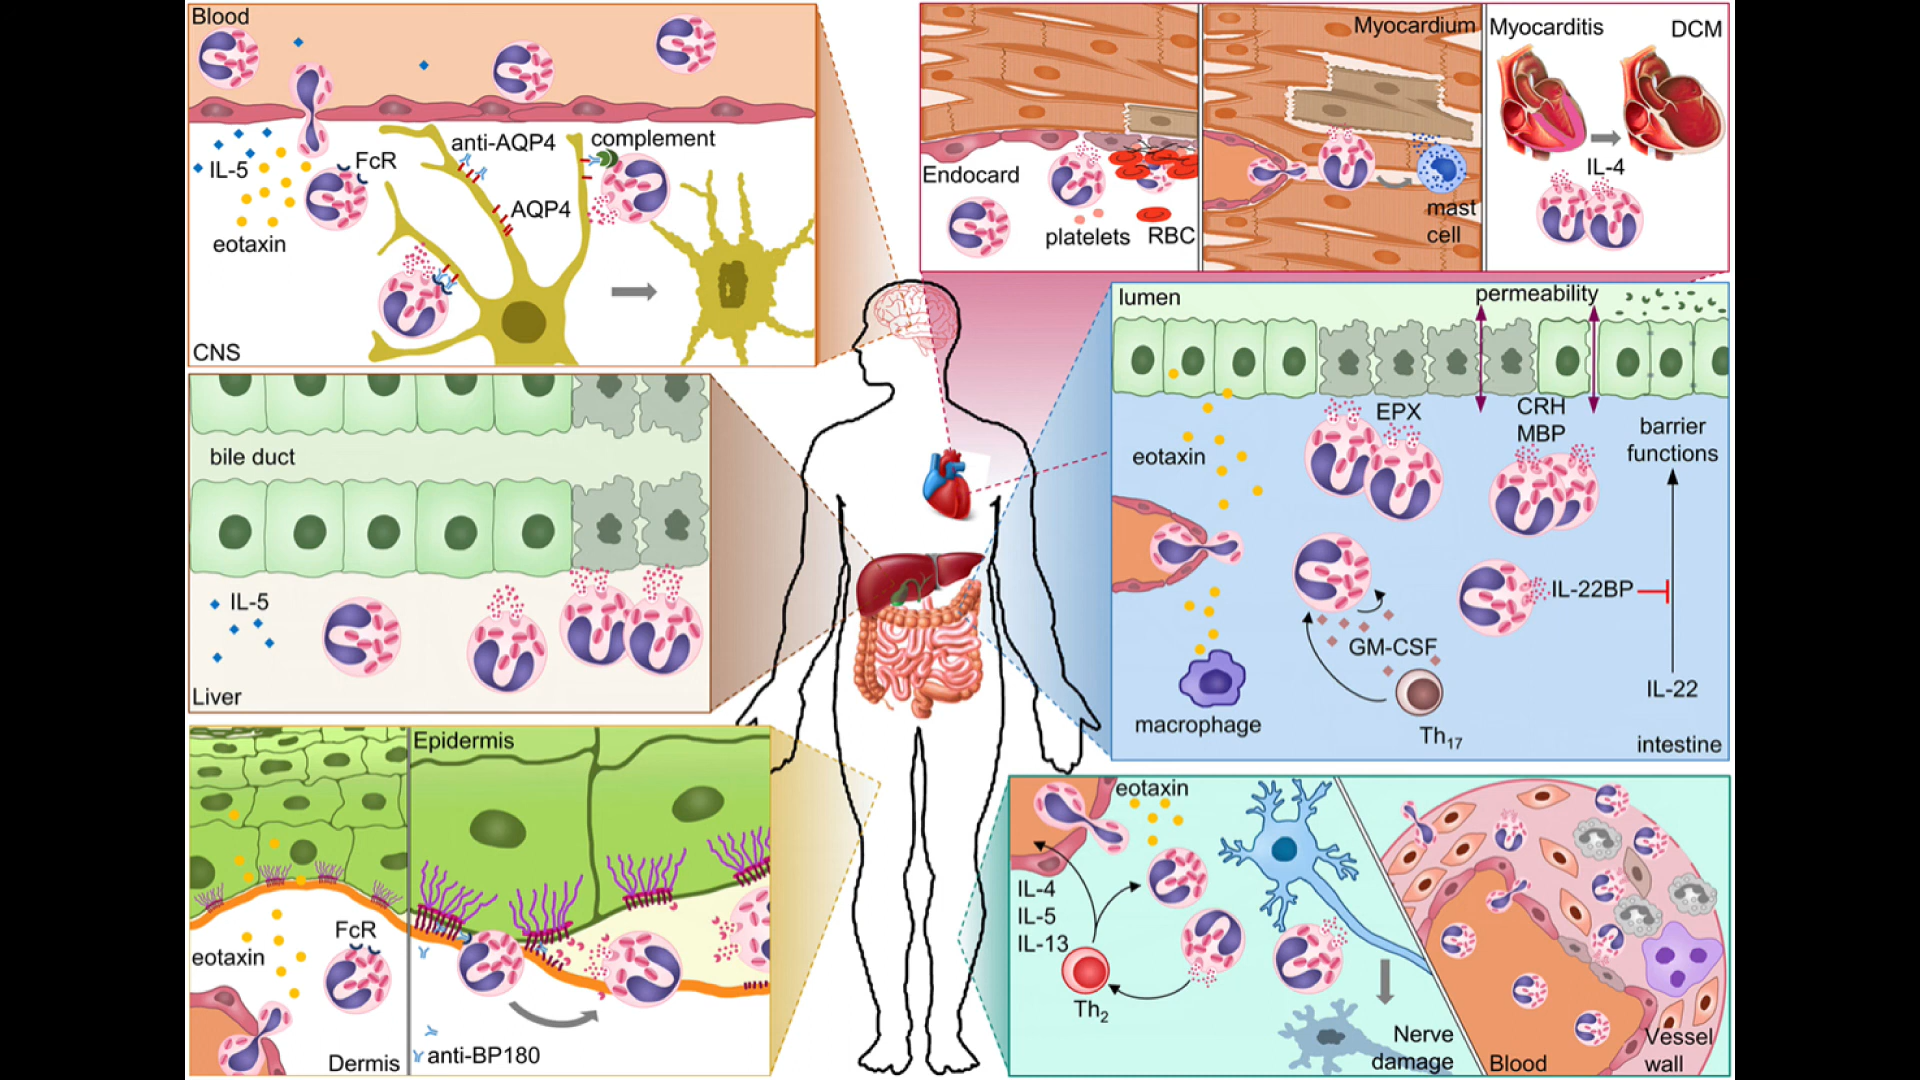 Blood
IL-5
eotaxin
FcR
anti-AQP4
complement
AQP4
CNS
Endocard
platelets
RBC
Myocardium
mast
cell
Myocarditis
DCM
IL-4
bile duct
IL-5
Liver
lumen
permeability
eotaxin
EPX
CRH
MBP
barrier
functions
IL-22BP
GM-CSF
macrophage
Th17
IL-22
intestine
eotaxin
FcR
Dermis
Epidermis
anti-BP180
eotaxin
IL-4
IL-5
IL-13
Th2
Nerve
damage
Blood
Vessel
wall